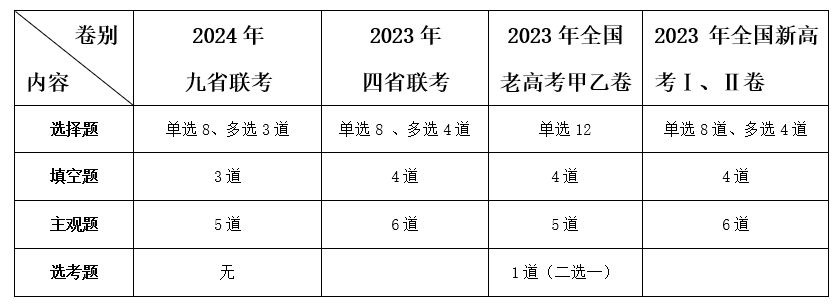 卷别
内容
2024 年
九省联考
2023 年
四省联考
2023 年全国
老高考甲乙卷
2023 年全国新高
考Ⅰ、Ⅱ卷
选择题 单选 8、多选 3 道 单选 8 、多选 4 道 单选 12 单选 8 道、多选 4 道
填空题 3 道 4 道 4 道 4 道
主观题 5 道 6 道 5 道 6 道
选考题 无 1 道（二选一）